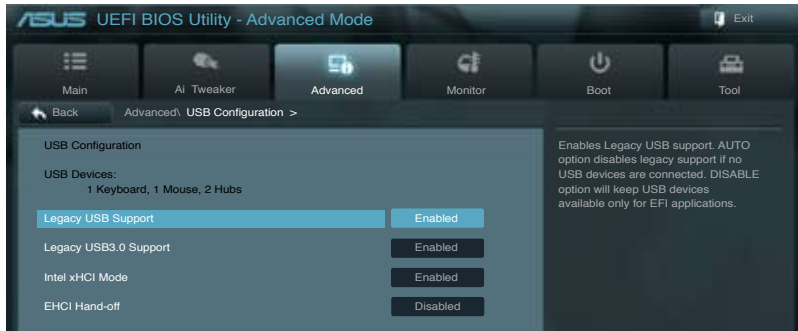 ASUS UEFI BIOS Utility - Advanced Mode
Exit
Main
Ai Tweaker
Advanced
Monitor
Boot
Tool
Back
Advanced\ USB Configuration >
USB Configuration
USB Devices:
1 Keyboard, 1 Mouse, 2 Hubs
Legacy USB Support Enabled
Legacy USB3.0 Support Enabled
Intel xHCI Mode Enabled
EHCI Hand-off Disabled
Enables Legacy USB support. AUTO
option disables legacy support if no
USB devices are connected. DISABLE
option will keep USB devices
available only for EFI applications.